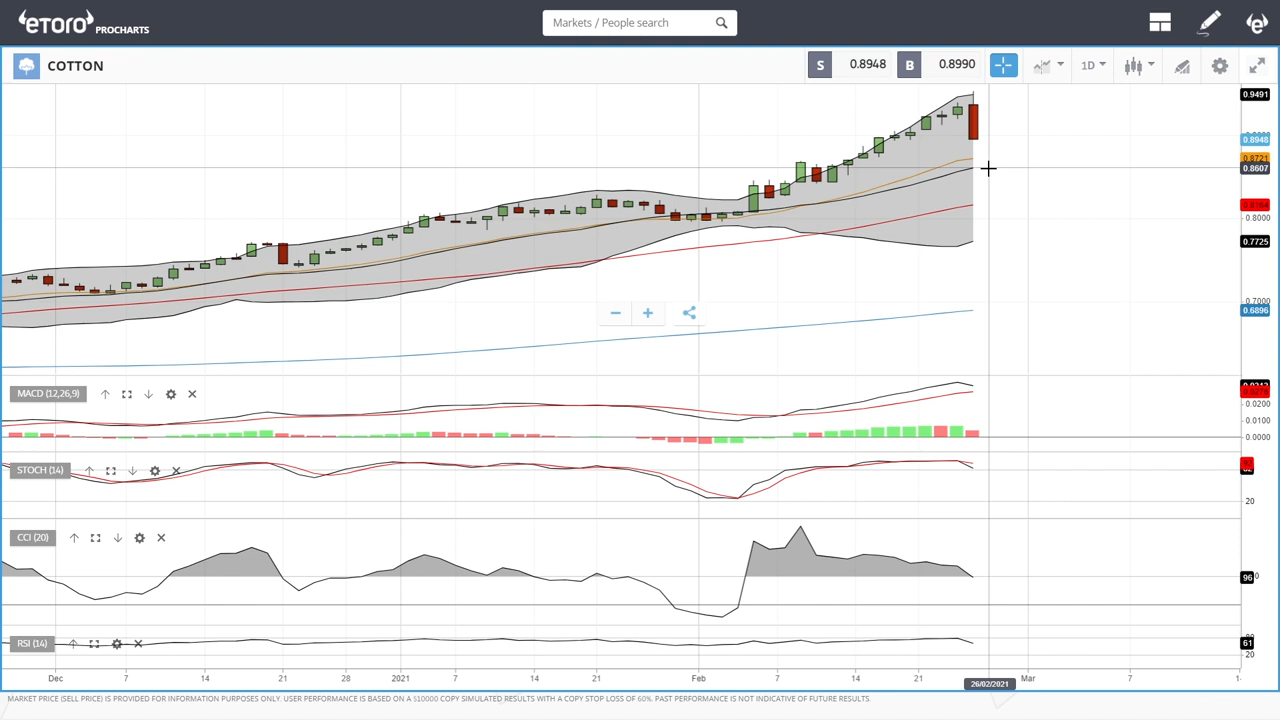 eToro PROCHARTS
Markets / People search
COTTON
S 0.8948 B 0.8990
1D
0.9491
0.8948
0.8721
0.8607
0.8164
0.8000
0.7725
0.7000
0.6896
MACD (12,26,9)
0.0200
0.0100
0.0000
STOCH (14)
20
CCI (20)
96
RSI (14)
61
20
Dec 7 14 21 28 2021 7 14 21 Feb 7 14 21 26/02/2021 Mar 7
MARKET PRICE (SELL PRICE) IS PROVIDED FOR INFORMATION PURPOSES ONLY. USER PERFORMANCE IS BASED ON A $10000 COPY SIMULATED RESULTS WITH A COPY STOP LOSS OF 60%. PAST PERFORMANCE IS NOT INDICATIVE OF FUTURE RESULTS.